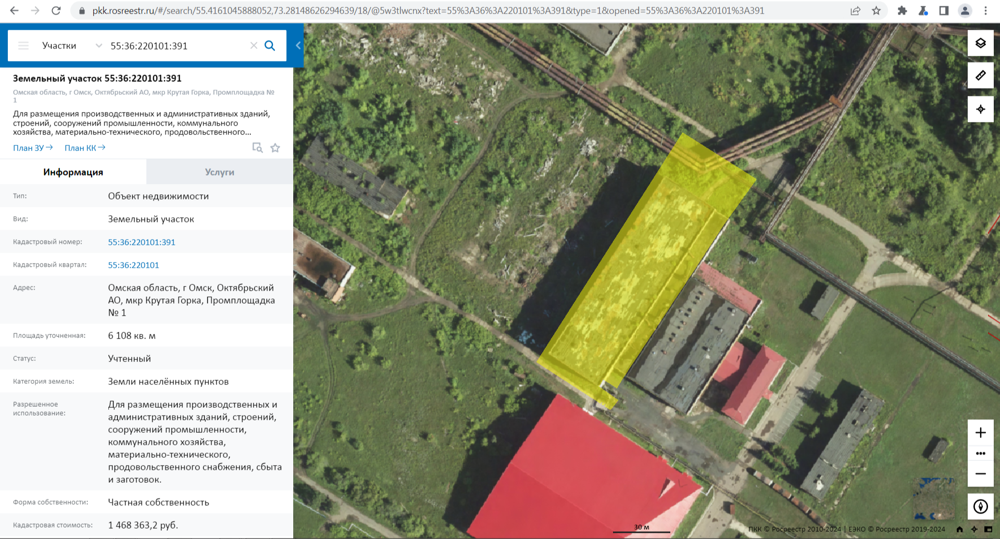 pkk.rosreestr.ru/#/search/55.4161045888052,73.28148626294639/18/@5w3tlwcnx?text=55%3A36%3A220101%3A391&type=1&opened=55%3A36%3A220101%3A391
Участки 55:36:220101:391
Земельный участок 55:36:220101:391
Омская область, г Омск, Октябрьский АО, мкр Крутая Горка, Промплощадка №
1
Для размещения производственных и административных зданий,
строений, сооружений промышленности, коммунального
хозяйства, материально-технического, продовольственного...
План ЗУ→ План КК→
Информация Услуги
Тип: Объект недвижимости
Вид: Земельный участок
Кадастровый номер: 55:36:220101:391
Кадастровый квартал: 55:36:220101
Адрес: Омская область, г Омск, Октябрьский
АО, мкр Крутая Горка, Промплощадка
№ 1
Площадь уточненная: 6 108 кв. м
Статус: Учтенный
Категория земель: Земли населённых пунктов
Разрешенное
использование:
Для размещения производственных и
административных зданий, строений,
сооружений промышленности,
коммунального хозяйства,
материально-технического,
продовольственного снабжения, сбыта
и заготовок.
Форма собственности: Частная собственность
Кадастровая стоимость: 1 468 363,2 руб.
30 м
ПКК © Росреестр 2010-2024 | ЕЭКО © Росреестр 2019-2024